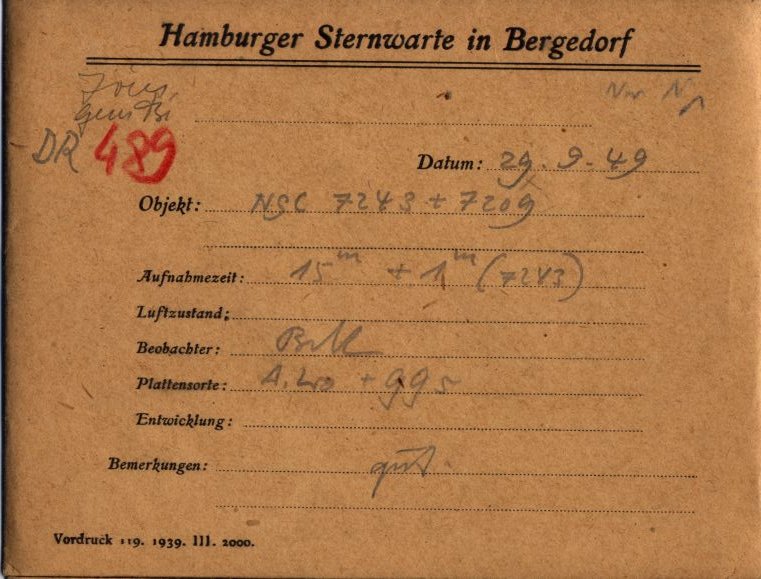 Hamburger Sternwarte in Bergedorf
DR 489
Datum: 29.9.49
Objekt: NGC 7243 + 7209
Aufnahmezeit: 15m + 1m (7243)
Luftzustand:
Beobachter:
Plattensorte: + gg5
Entwicklung:
Bemerkungen: gut.
Vordruck 119. 1939. III. 2000.